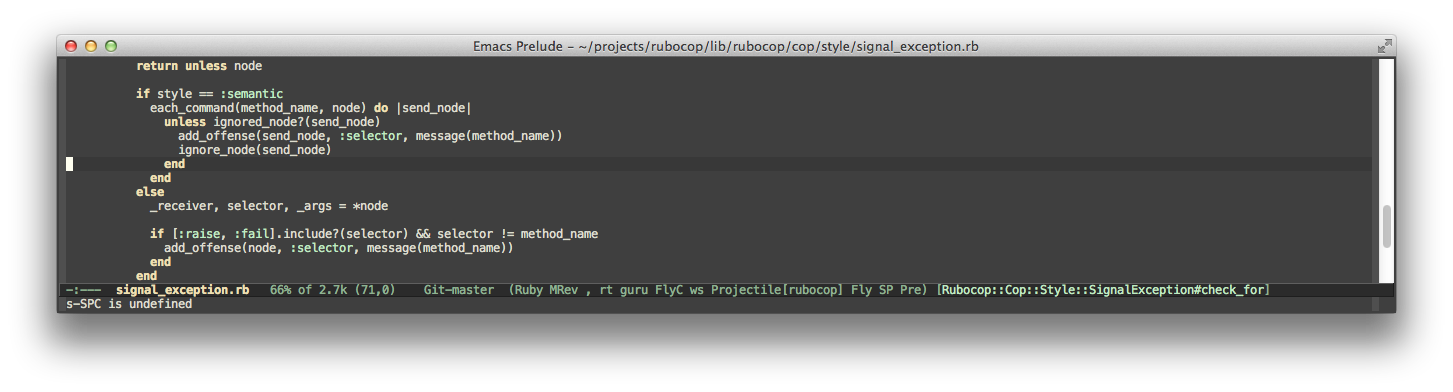 Emacs Prelude – ~/projects/rubocop/lib/rubocop/cop/style/signal_exception.rb
return unless node
if style == :semantic
each_command(method_name, node) do |send_node|
unless ignored_node?(send_node)
add_offense(send_node, :selector, message(method_name))
ignore_node(send_node)
end
end
else
_receiver, selector, _args = *node
if [:raise, :fail].include?(selector) && selector != method_name
add_offense(node, :selector, message(method_name))
end
end
-:--- signal_exception.rb 66% of 2.7k (71,0) Git-master (Ruby MRev , rt guru FlyC ws Projectile[rubocop] Fly SP Pre) [Rubocop::Cop::Style::SignalException#check_for]
s-SPC is undefined